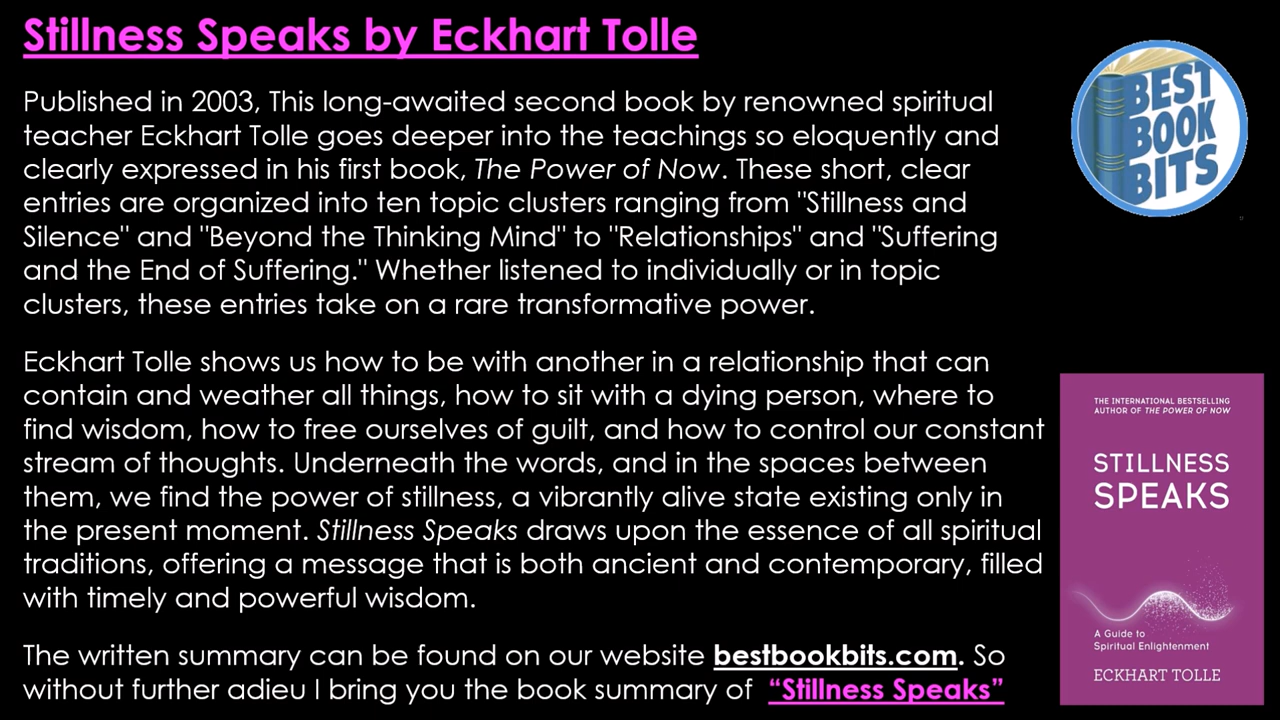 Stillness Speaks by Eckhart Tolle
Published in 2003, This long-awaited second book by renowned spiritual
teacher Eckhart Tolle goes deeper into the teachings so eloquently and
clearly expressed in his first book, The Power of Now. These short, clear
entries are organized into ten topic clusters ranging from "Stillness and
Silence" and "Beyond the Thinking Mind" to "Relationships" and "Suffering
and the End of Suffering." Whether listened to individually or in topic
clusters, these entries take on a rare transformative power.
Eckhart Tolle shows us how to be with another in a relationship that can
contain and weather all things, how to sit with a dying person, where to
find wisdom, how to free ourselves of guilt, and how to control our constant
stream of thoughts. Underneath the words, and in the spaces between
them, we find the power of stillness, a vibrantly alive state existing only in
the present moment. Stillness Speaks draws upon the essence of all spiritual
traditions, offering a message that is both ancient and contemporary, filled
with timely and powerful wisdom.
The written summary can be found on our website bestbookbits.com. So
without further adieu I bring you the book summary of “Stillness Speaks”
BEST
BOOK
BITS
THE INTERNATIONAL BESTSELLING
AUTHOR OF THE POWER OF NOW
STILLNESS
SPEAKS
A Guide to
Spiritual Enlightenment
ECKHART TOLLE